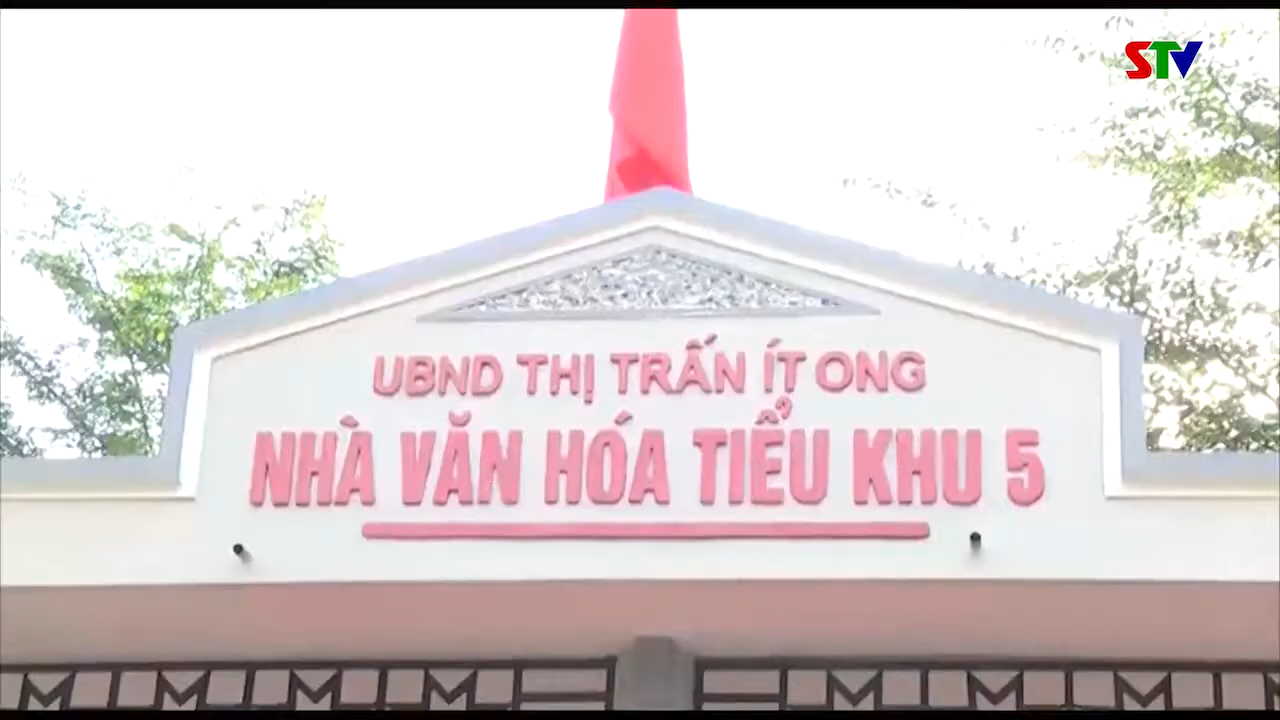 STV
UBND THỊ TRẤN ÍT ONG
NHÀ VĂN HÓA TIỂU KHU 5